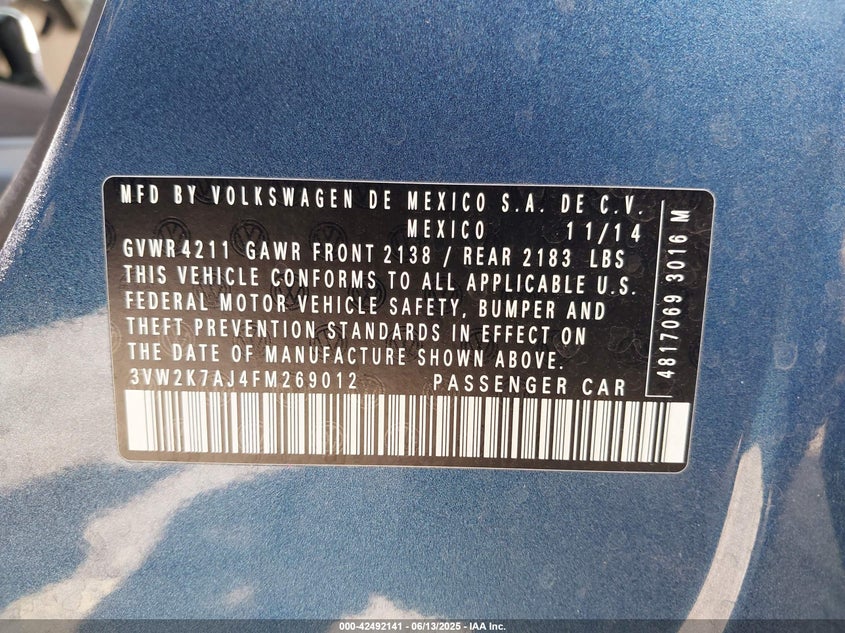 MFD BY VOLKSWAGEN DE MEXICO S.A. DE C.V.
MEXICO 11/14
GVWR 4211 GAWR FRONT 2138 / REAR 2183 LBS
THIS VEHICLE CONFORMS TO ALL APPLICABLE U.S.
FEDERAL MOTOR VEHICLE SAFETY, BUMPER AND
THEFT PREVENTION STANDARDS IN EFFECT ON
THE DATE OF MANUFACTURE SHOWN ABOVE.
3VW2K7AJ4FM269012 PASSENGER CAR
4817069 3016 M
000-42492141 - 06/13/2025 - IAA Inc.